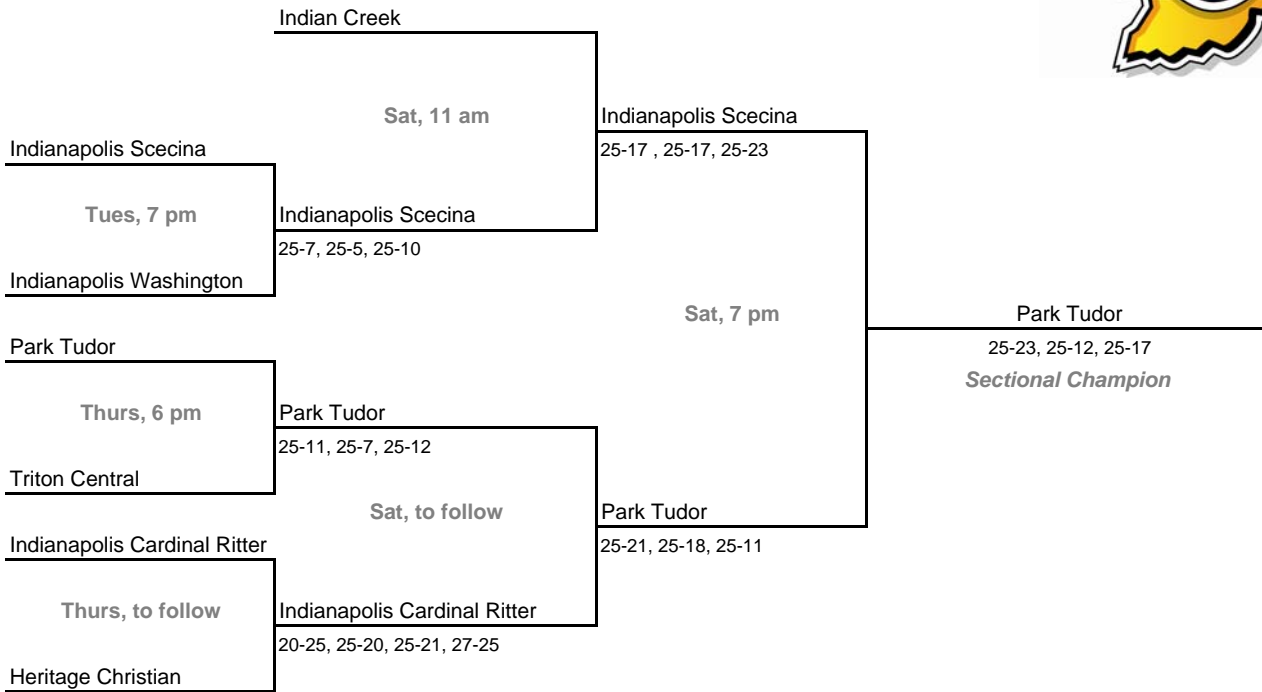 Indian Creek
Sat, 11 am
Indianapolis Scecina
Indianapolis Scecina
25-17 , 25-17, 25-23
Tues, 7 pm
Indianapolis Scecina
25-7, 25-5, 25-10
Indianapolis Washington
Sat, 7 pm
Park Tudor
Park Tudor
25-23, 25-12, 25-17
Sectional Champion
Thurs, 6 pm
Park Tudor
25-11, 25-7, 25-12
Triton Central
Sat, to follow
Park Tudor
Indianapolis Cardinal Ritter
25-21, 25-18, 25-11
Thurs, to follow
Indianapolis Cardinal Ritter
20-25, 25-20, 25-21, 27-25
Heritage Christian